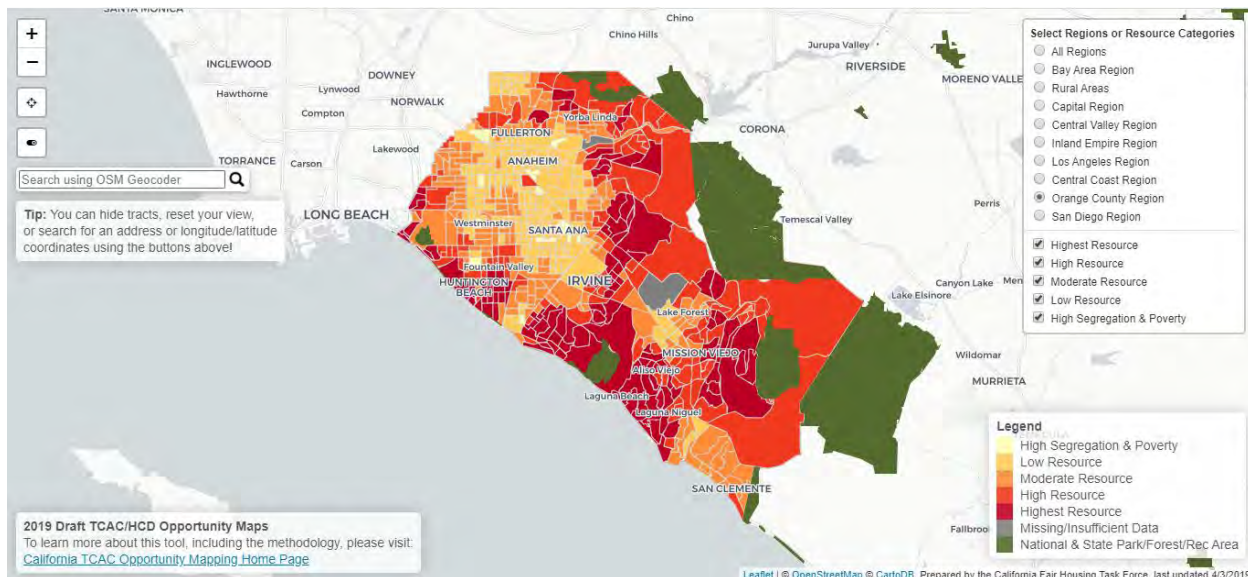 SANTA MONICA
Chino
Chino Hills
+
−
INGLEWOOD
DOWNEY
Jurupa Valley
RIVERSIDE
Hawthorne
Lynwood
NORWALK
MORENO VALLE
Compton
Yorba Linda
FULLERTON
CORONA
TORRANCE
Carson
Lakewood
ANAHEIM
Search using OSM Geocoder
Tip: You can hide tracts, reset your view,
or search for an address or longitude/latitude
coordinates using the buttons above!
LONG BEACH
Westminster
SANTA ANA
Temescal Valley
Perris
Fountain Valley
HUNTINGTON
BEACH
IRVINE
Canyon Lake
Men
Lake Elsinore
Lake Forest
MISSION VIEJO
Wildomar
Aliso Viejo
MURRIETA
Laguna Beach
Laguna Niguel
SAN CLEMENTE
Fallbroo
Select Regions or Resource Categories
All Regions
Bay Area Region
Rural Areas
Capital Region
Central Valley Region
Inland Empire Region
Los Angeles Region
Central Coast Region
Orange County Region
San Diego Region
Highest Resource
High Resource
Moderate Resource
Low Resource
High Segregation & Poverty
Legend
High Segregation & Poverty
Low Resource
Moderate Resource
High Resource
Highest Resource
Missing/Insufficient Data
National & State Park/Forest/Rec Area
2019 Draft TCAC/HCD Opportunity Maps
To learn more about this tool, including the methodology, please visit:
California TCAC Opportunity Mapping Home Page
Leaflet | © OpenStreetMap © CartoDB, Prepared by the California Fair Housing Task Force, last updated 4/3/2019